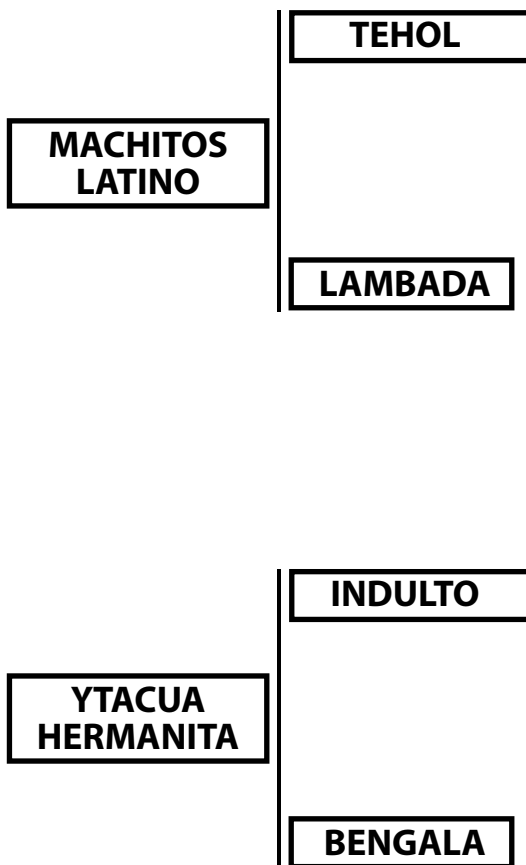 TEHOL
MACHITOS
LATINO
LAMBADA
INDULTO
YTACUA
HERMANITA
BENGALA